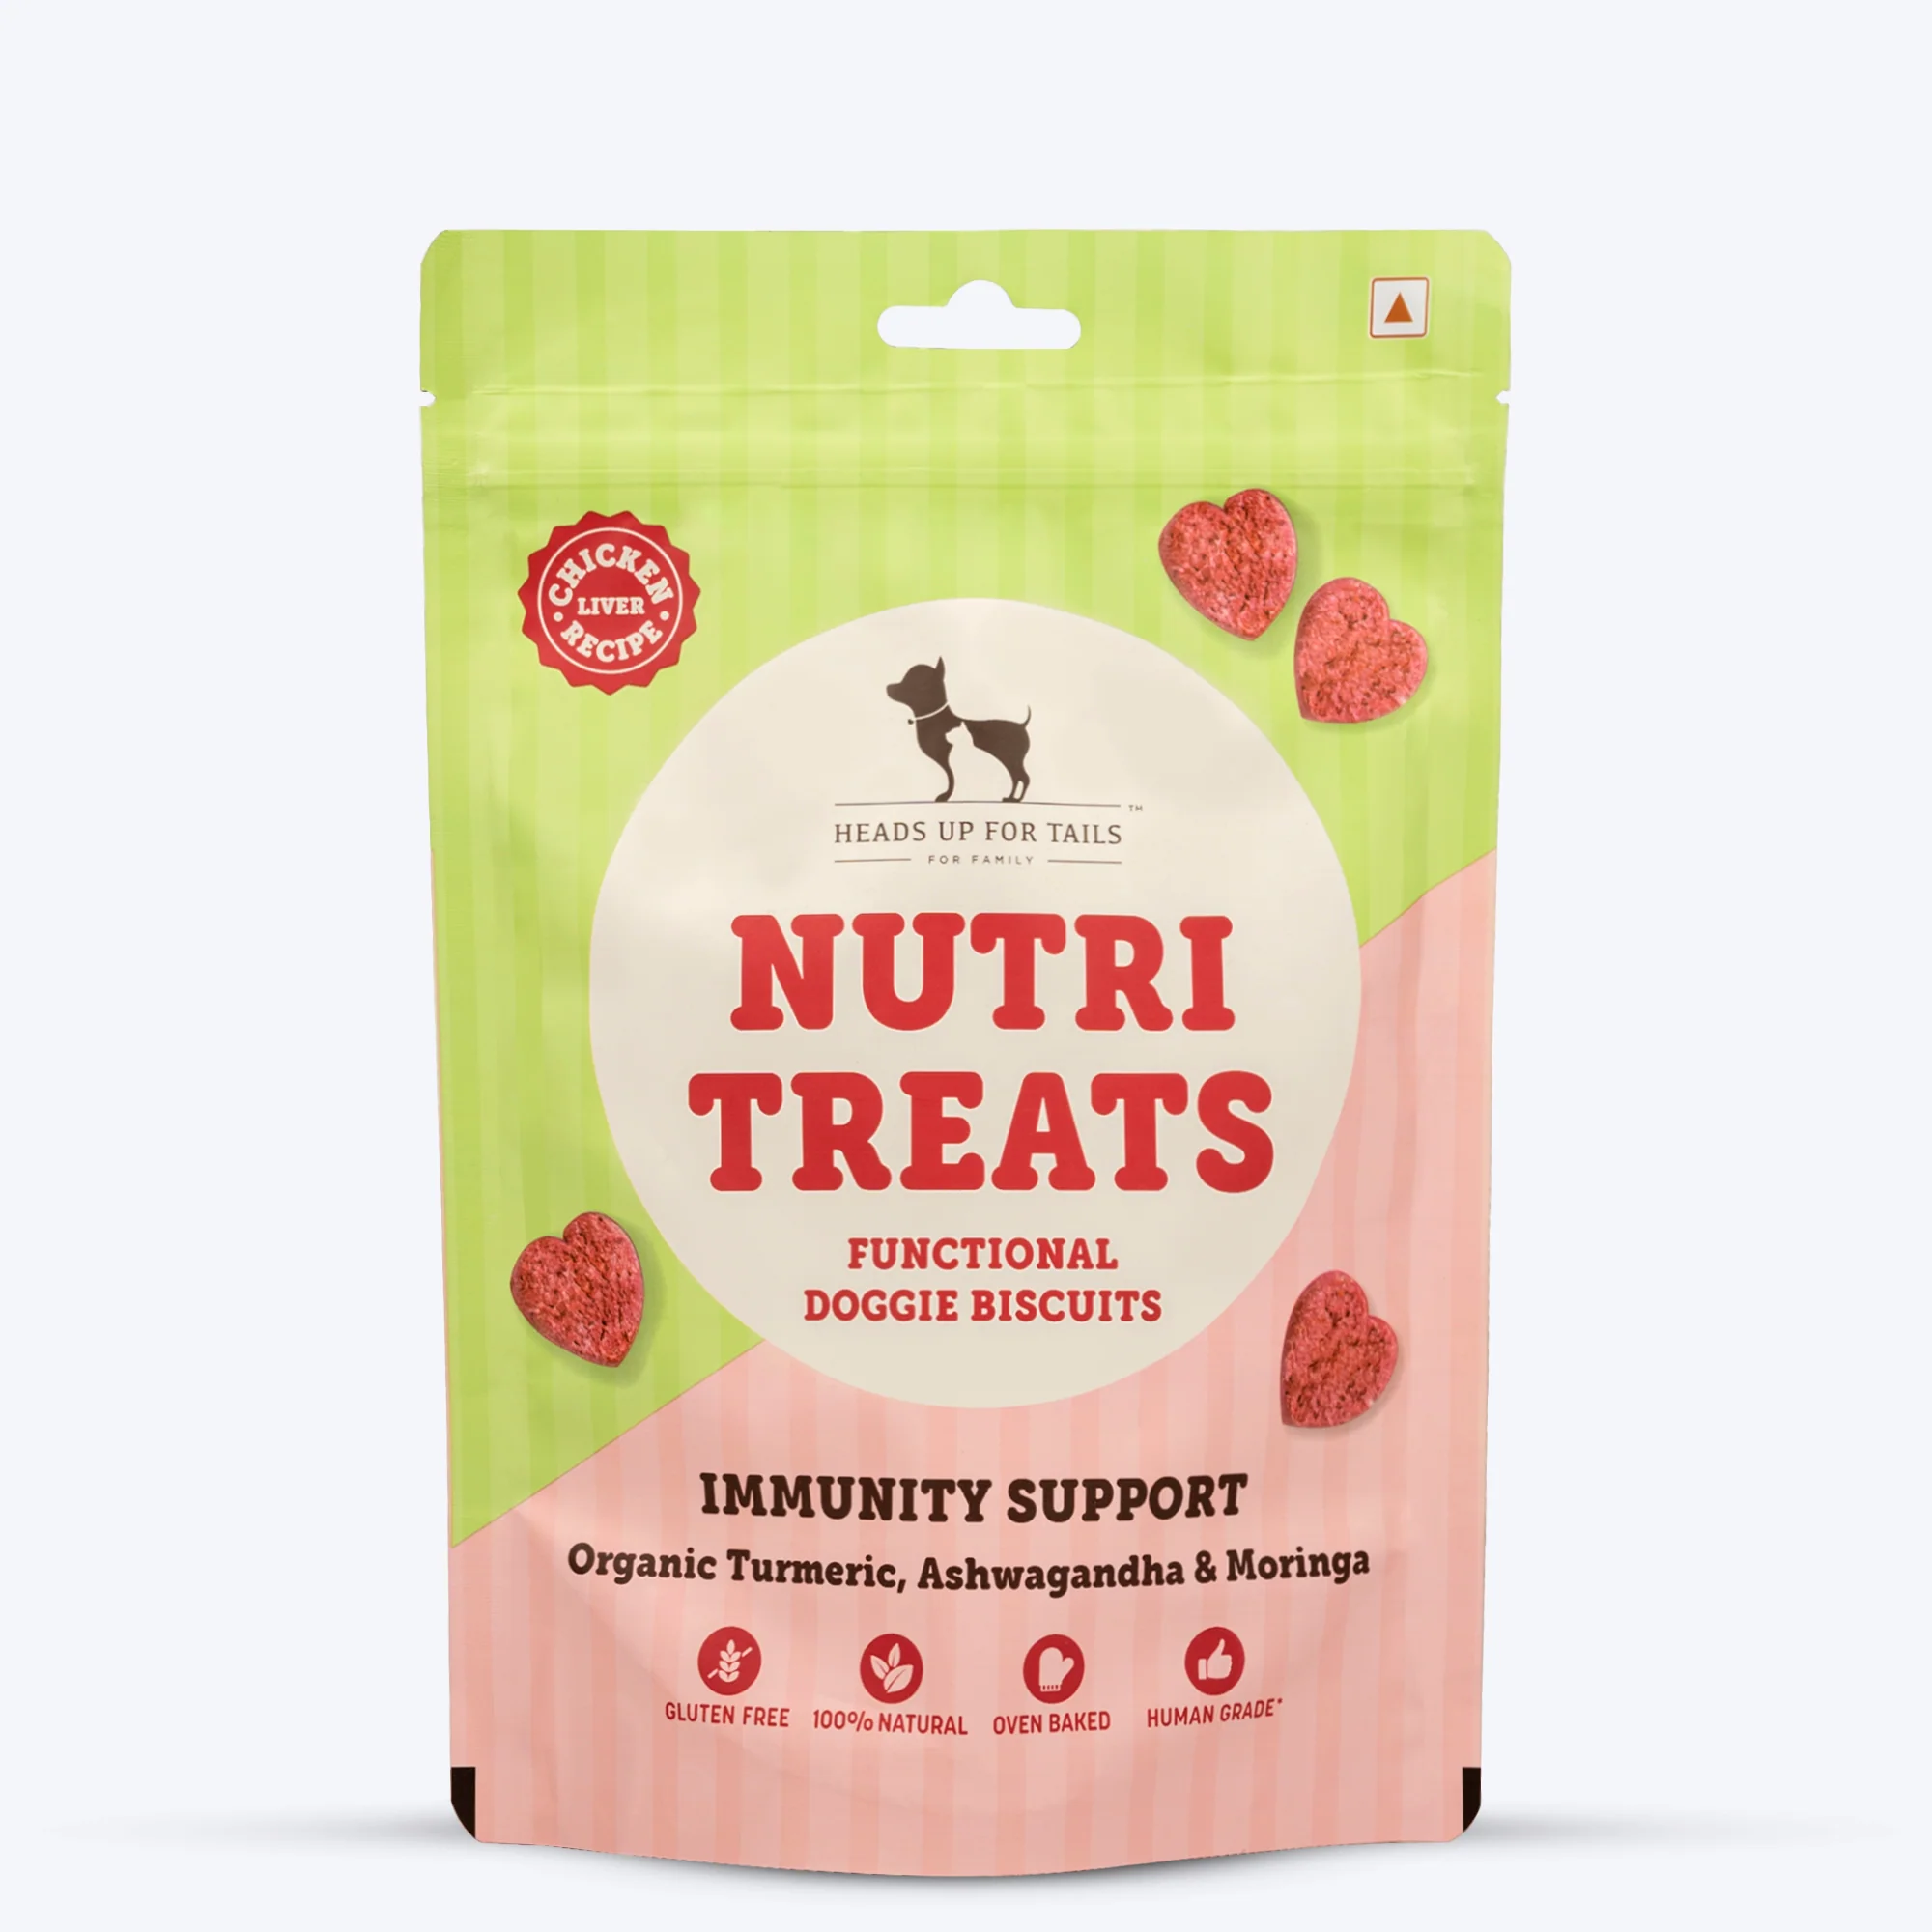 CHICKEN
LIVER
RECIPE
HEADS UP FOR TAILS ™
FOR FAMILY
NUTRI
TREATS
FUNCTIONAL
DOGGIE BISCUITS
IMMUNITY SUPPORT
Organic Turmeric, Ashwagandha & Moringa
GLUTEN FREE
100% NATURAL
OVEN BAKED
HUMAN GRADE*